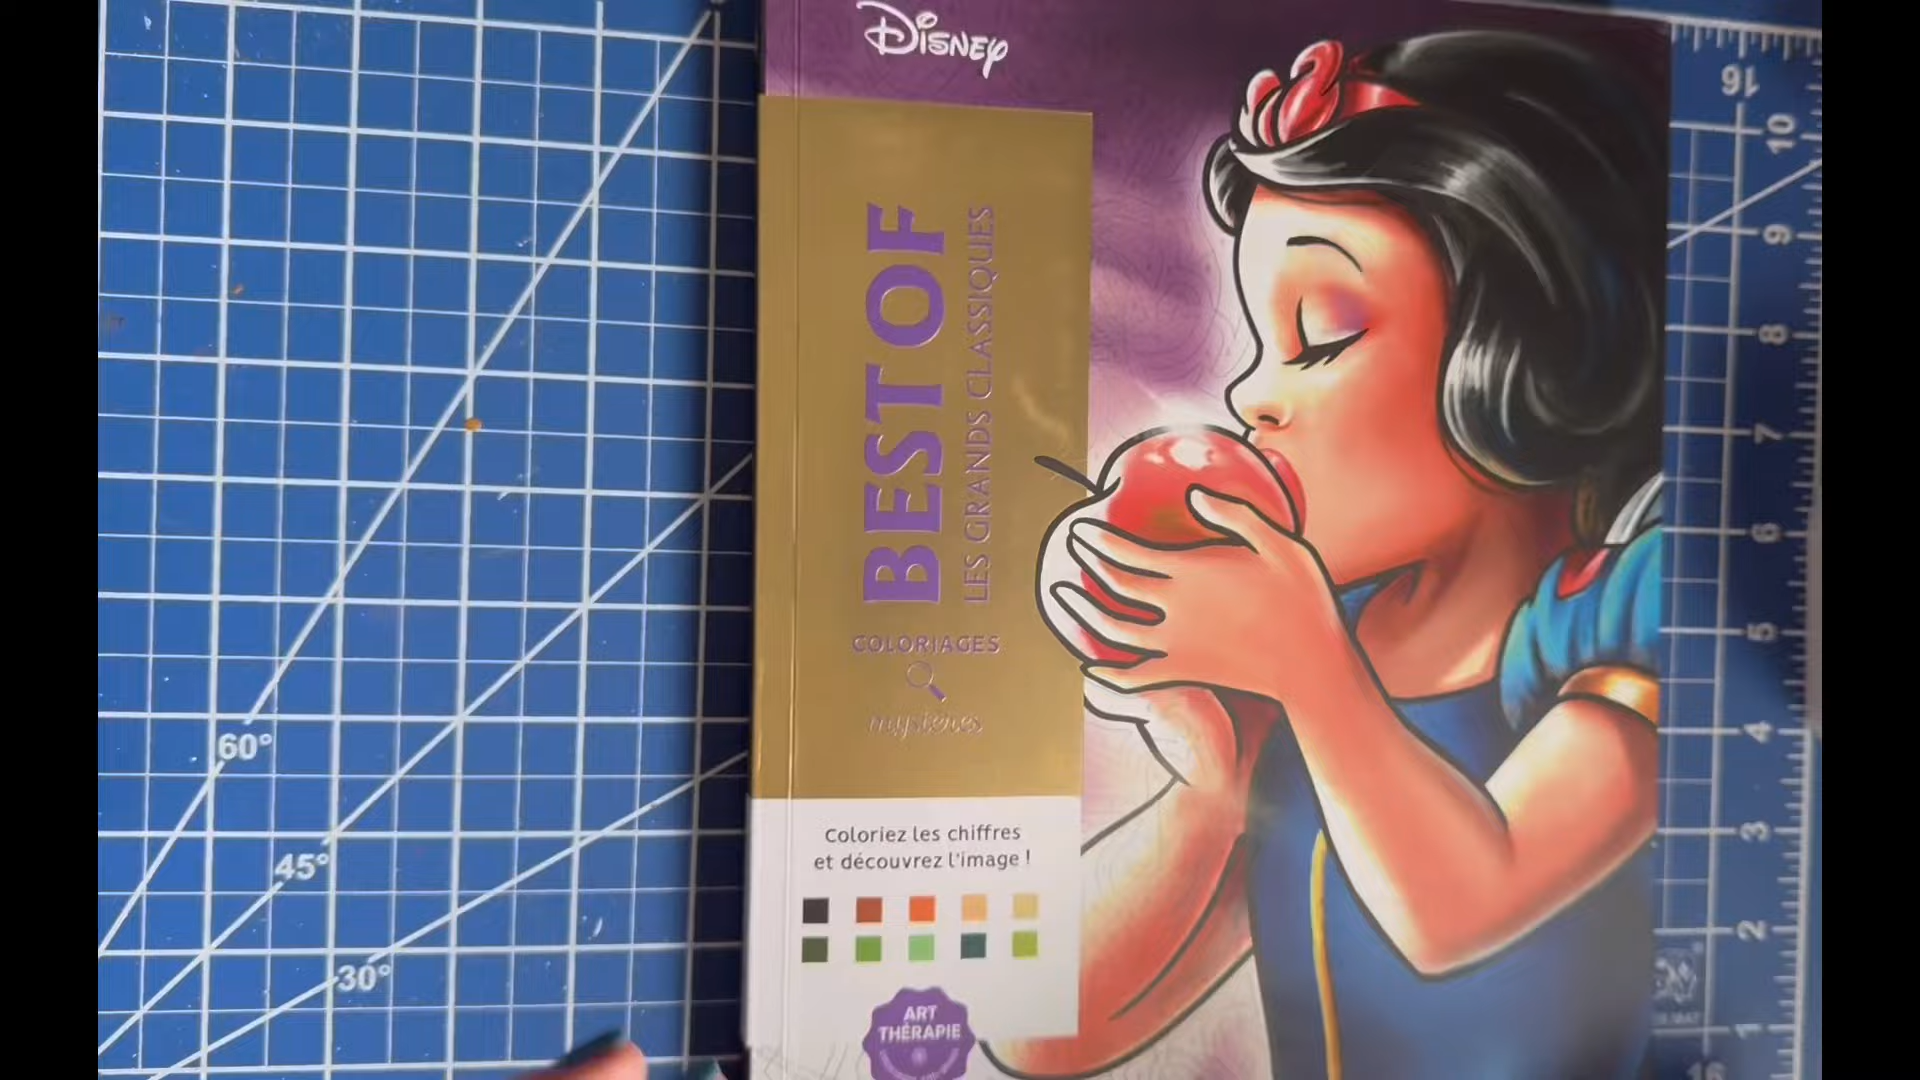 DISNEY
BEST OF
LES GRANDS CLASSIQUES
COLORIAGES
mystères
Coloriez les chiffres
et découvrez l'image !
ART
THÉRAPIE
60°
45°
30°
16
10
9
8
7
6
5
4
3
2
1
16